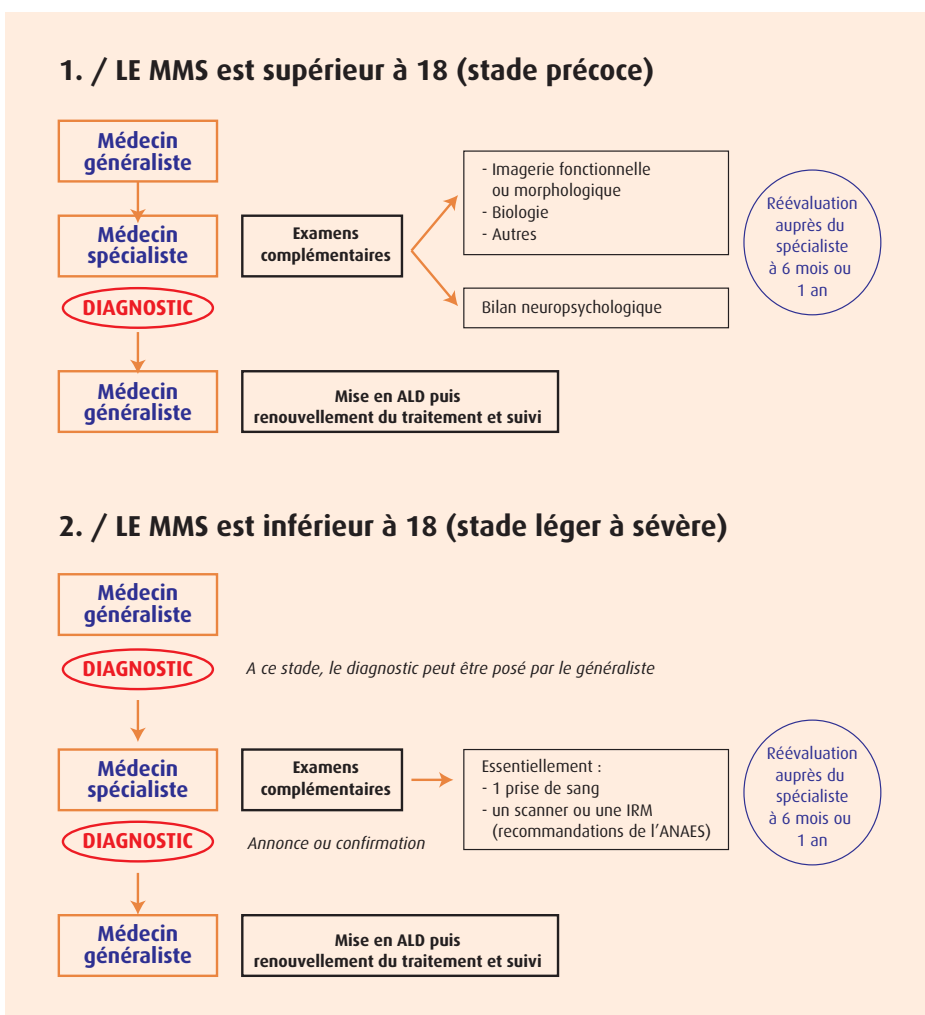 1. / LE MMS est supérieur à 18 (stade précoce)
Médecin
généraliste
Médecin
spécialiste
Examens
complémentaires
- Imagerie fonctionnelle
ou morphologique
- Biologie
- Autres
Réévaluation
auprès du
spécialiste
à 6 mois ou
1 an
DIAGNOSTIC
Bilan neuropsychologique
Médecin
généraliste
Mise en ALD puis
renouvellement du traitement et suivi
2. / LE MMS est inférieur à 18 (stade léger à sévère)
Médecin
généraliste
DIAGNOSTIC
A ce stade, le diagnostic peut être posé par le généraliste
Médecin
spécialiste
Examens
complémentaires
Essentiellement :
- 1 prise de sang
- un scanner ou une IRM
(recommandations de l'ANAES)
Réévaluation
auprès du
spécialiste
à 6 mois ou
1 an
DIAGNOSTIC
Annonce ou confirmation
Médecin
généraliste
Mise en ALD puis
renouvellement du traitement et suivi